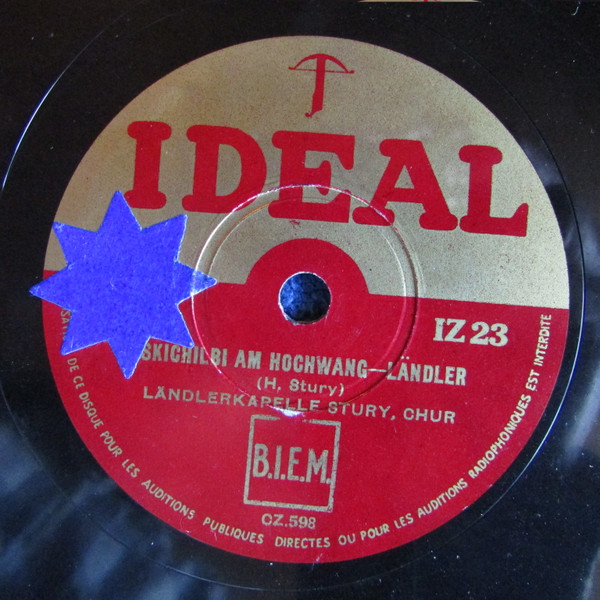 IDEAL
IZ 23
SKICHILBI AM HOCHWANG—LÄNDLER
(H. Stury)
LÄNDLERKAPELLE STURY, CHUR
B.I.E.M.
OZ.598
DE CE DISQUE POUR LES AUDITIONS PUBLIQUES DIRECTES OU POUR LES AUDITIONS RADIOPHONIQUES EST INTERDITE